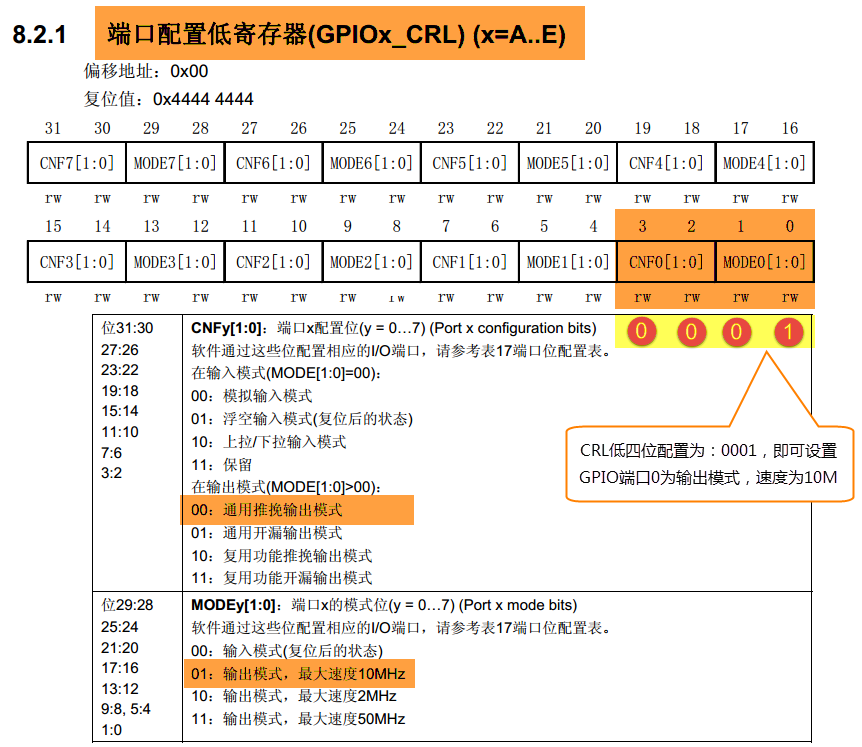 8.2.1 端口配置低寄存器(GPIOx_CRL) (x=A..E)
偏移地址：0x00
复位值：0x4444 4444
31 30 29 28 27 26 25 24 23 22 21 20 19 18 17 16
CNF7[1:0] MODE7[1:0] CNF6[1:0] MODE6[1:0] CNF5[1:0] MODE5[1:0] CNF4[1:0] MODE4[1:0]
rw rw rw rw rw rw rw rw rw rw rw rw rw rw rw rw
15 14 13 12 11 10 9 8 7 6 5 4 3 2 1 0
CNF3[1:0] MODE3[1:0] CNF2[1:0] MODE2[1:0] CNF1[1:0] MODE1[1:0] CNF0[1:0] MODE0[1:0]
rw rw rw rw rw rw rw rw rw rw rw rw rw rw rw rw
0 0 0 1
位31:30
27:26
23:22
19:18
15:14
11:10
7:6
3:2
CNFy[1:0]：端口x配置位(y = 0…7) (Port x configuration bits)
软件通过这些位配置相应的I/O端口，请参考表17端口位配置表。
在输入模式(MODE[1:0]=00)：
00：模拟输入模式
01：浮空输入模式(复位后的状态)
10：上拉/下拉输入模式
11：保留
在输出模式(MODE[1:0]>00)：
00：通用推挽输出模式
01：通用开漏输出模式
10：复用功能推挽输出模式
11：复用功能开漏输出模式
CRL低四位配置为：0001，即可设置
GPIO端口0为输出模式，速度为10M
位29:28
25:24
21:20
17:16
13:12
9:8, 5:4
1:0
MODEy[1:0]：端口x的模式位(y = 0…7) (Port x mode bits)
软件通过这些位配置相应的I/O端口，请参考表17端口位配置表。
00：输入模式(复位后的状态)
01：输出模式，最大速度10MHz
10：输出模式，最大速度2MHz
11：输出模式，最大速度50MHz